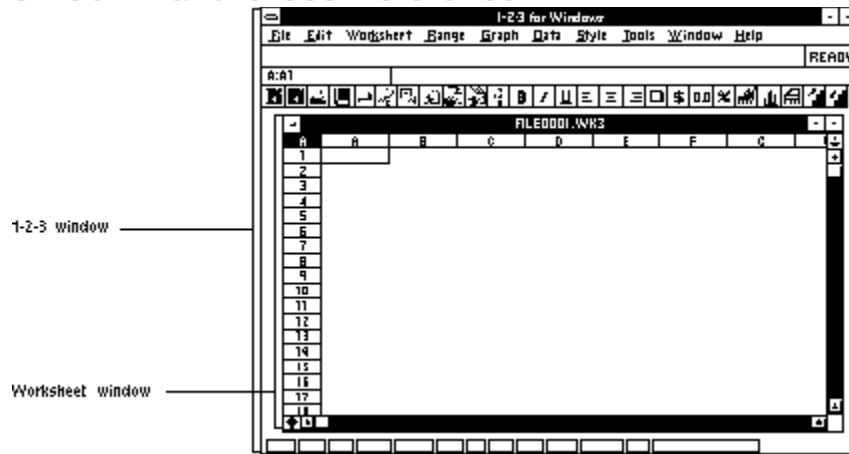 1-2-3 for Windows
File Edit Worksheet Range Graph Data Style Tools Window Help
READY
A:A1
B I U $ 0.0 %
FILE0001.WK3
A A B C D E F G
1
2
3
4
5
6
7
8
9
10
11
12
13
14
15
16
17
18
1-2-3 window
Worksheet window